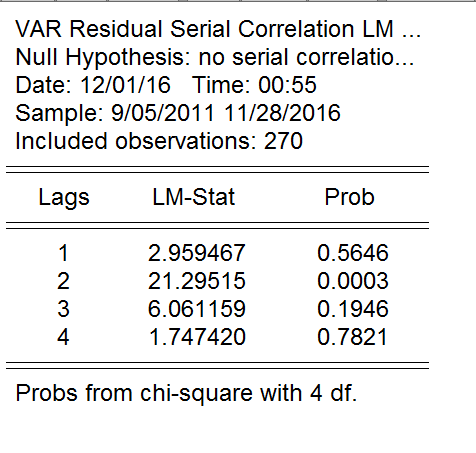 VAR Residual Serial Correlation LM ...
Null Hypothesis: no serial correlatio...
Date: 12/01/16 Time: 00:55
Sample: 9/05/2011 11/28/2016
Included observations: 270
Lags LM-Stat Prob
1 2.959467 0.5646
2 21.29515 0.0003
3 6.061159 0.1946
4 1.747420 0.7821
Probs from chi-square with 4 df.